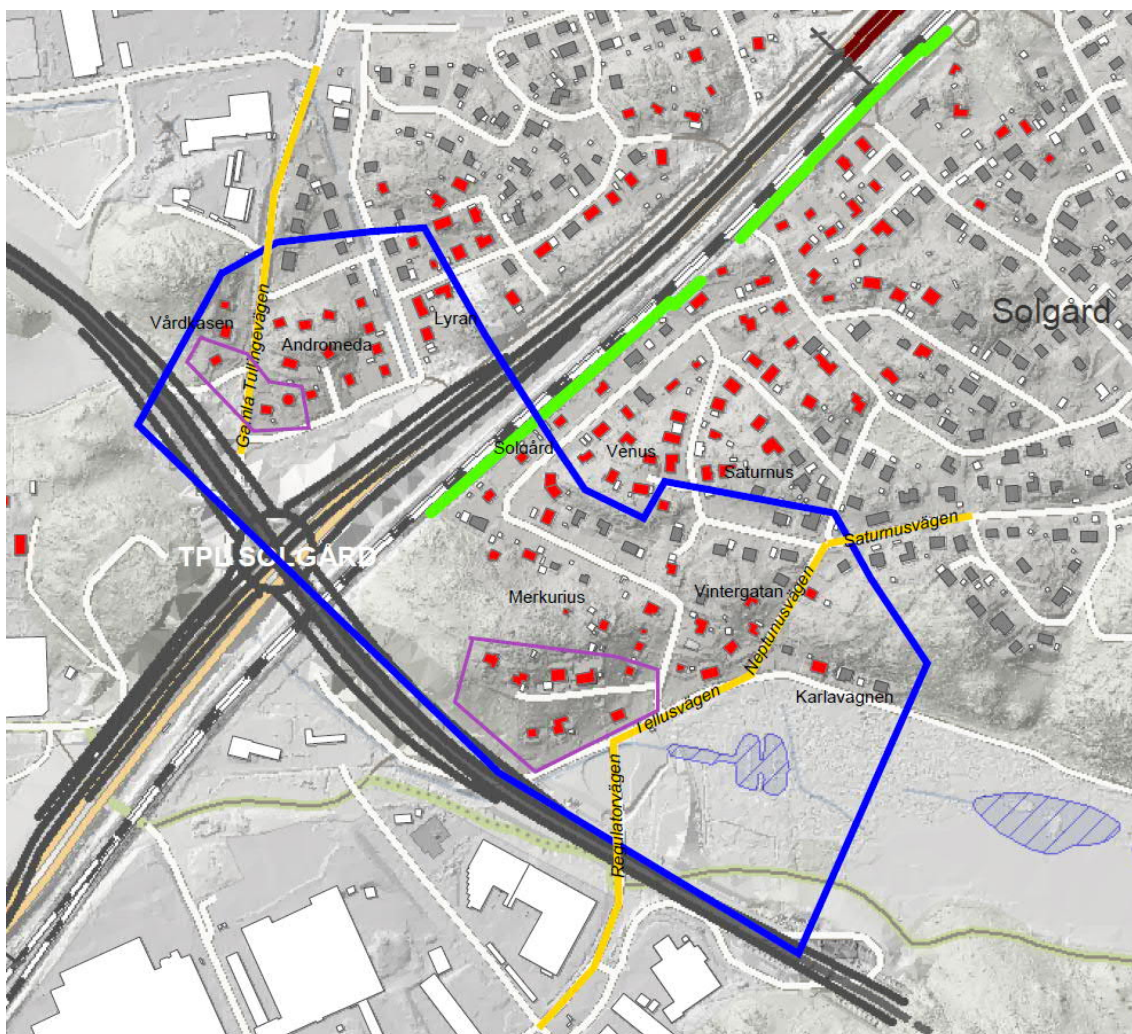 Solgård
Vårdkasen
Lyran
Andromeda
Gamla Tullingevägen
Solgård
Venus
Saturnus
Saturnusvägen
TPL SOLGÅRD
Merkurius
Vintergatan
Neptunusvägen
Karlavagnen
Tellusvägen
Regulatorvägen